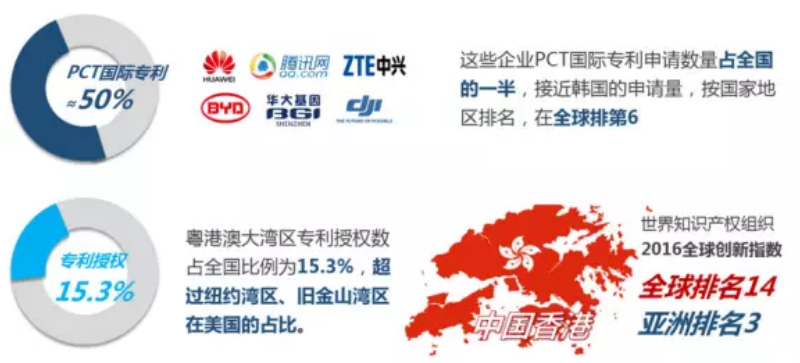 PCT国际专利
≈50%
HUAWEI
腾讯网
QQ.com
ZTE中兴
BYD
华大基因
BGI
SHENZHEN
dji
THE FUTURE OF POSSIBLE
这些企业PCT国际专利申请数量占全国
的一半，接近韩国的申请量，按国家地
区排名，在全球排第6
专利授权
15.3%
粤港澳大湾区专利授权数
占全国比例为15.3%，超
过纽约湾区、旧金山湾区
在美国的占比。
中国香港
世界知识产权组织
2016全球创新指数
全球排名14
亚洲排名3